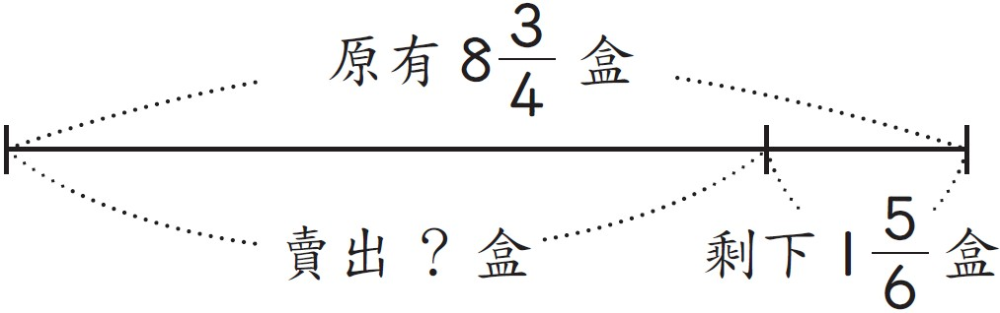 原有 8 3/4 盒
賣出 ? 盒
剩下 1 5/6 盒